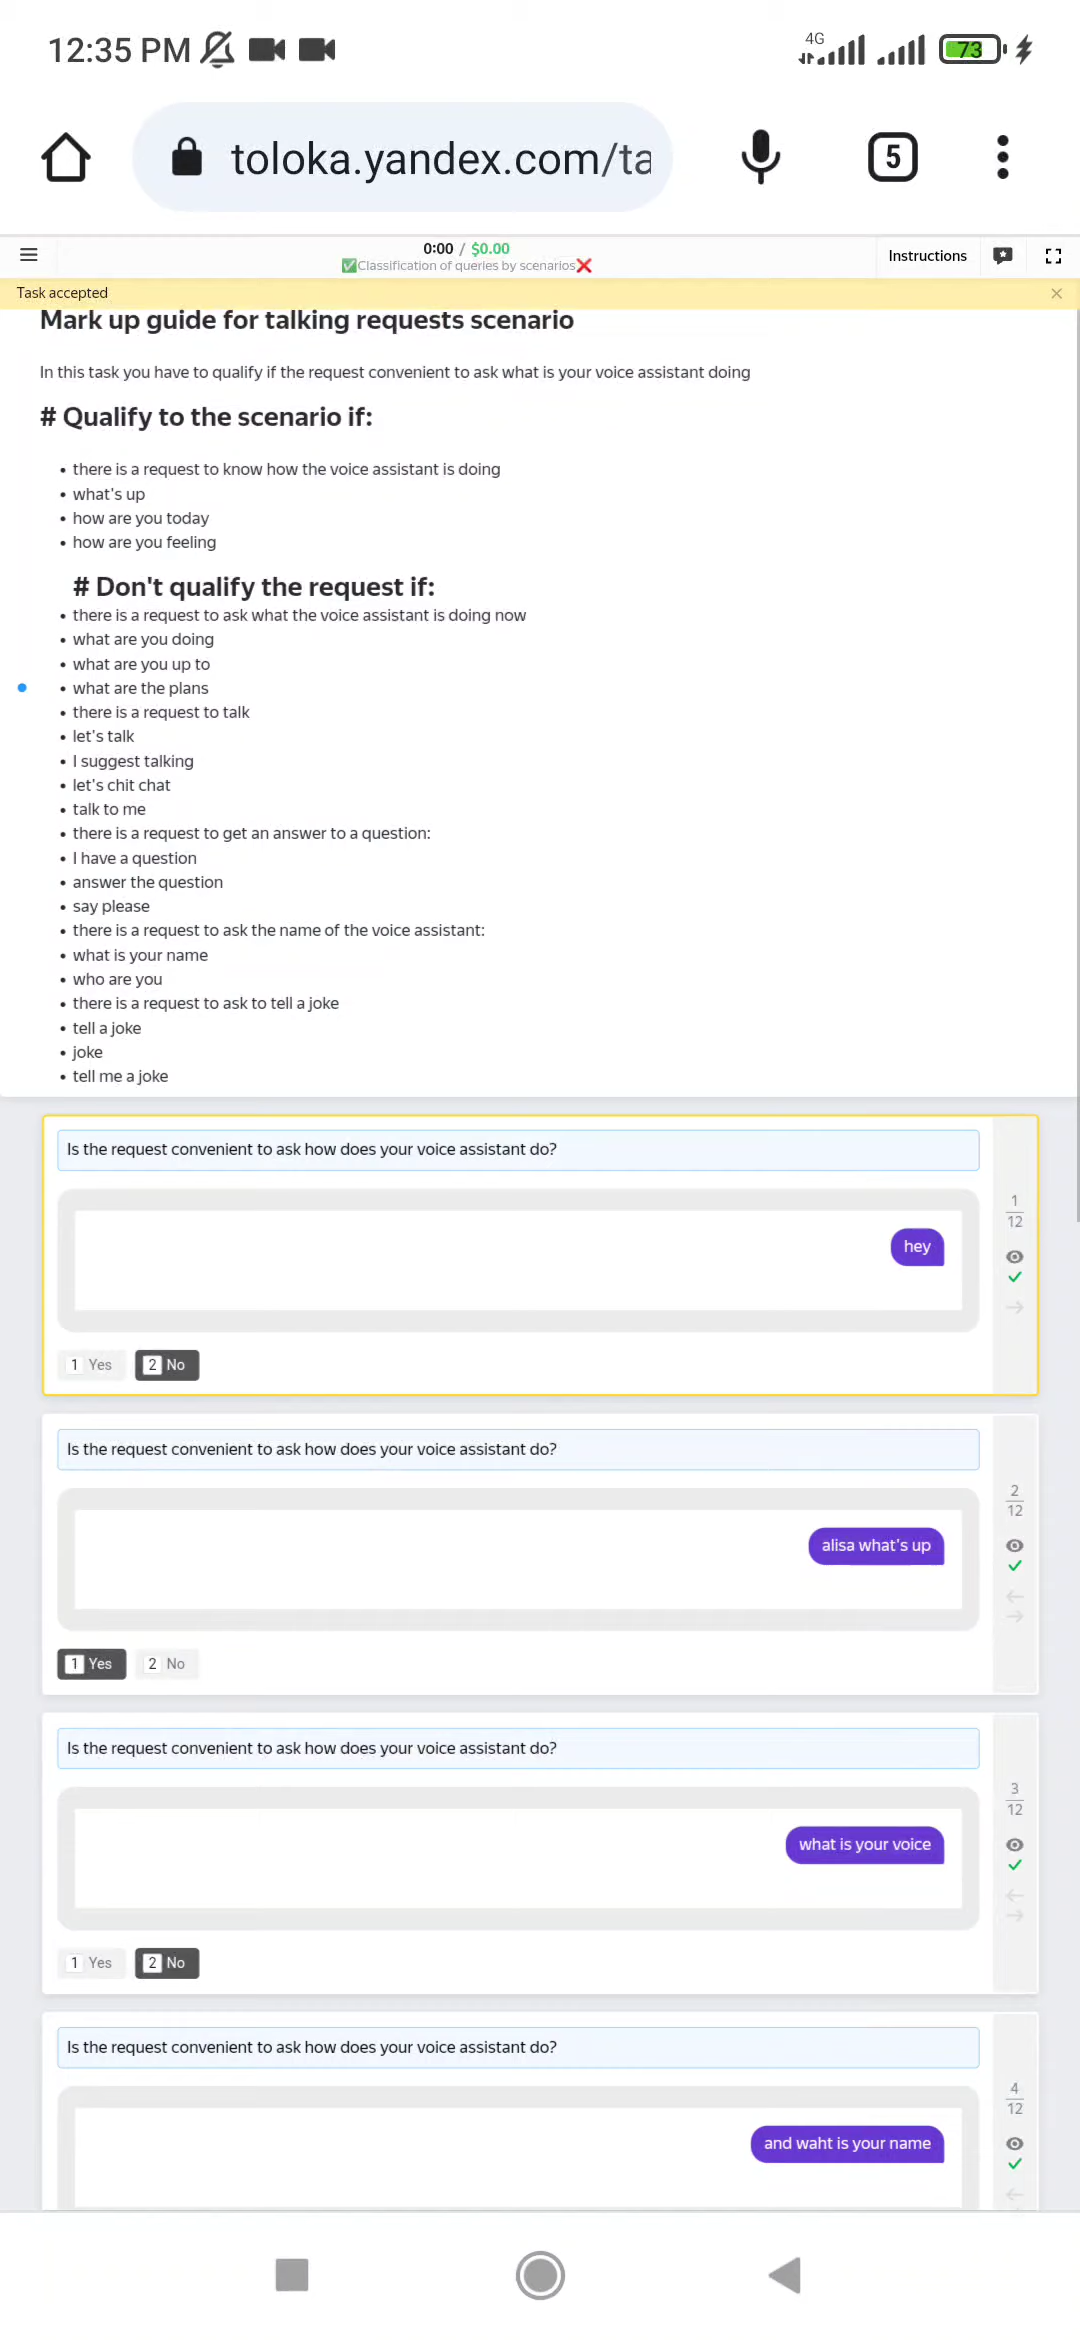 12:35 PM
4G
73
toloka.yandex.com/ta
5
0:00 / $0.00
✅Classification of queries by scenarios❌
Instructions
Task accepted
Mark up guide for talking requests scenario
In this task you have to qualify if the request convenient to ask what is your voice assistant doing
# Qualify to the scenario if:
• there is a request to know how the voice assistant is doing
• what's up
• how are you today
• how are you feeling
# Don't qualify the request if:
• there is a request to ask what the voice assistant is doing now
• what are you doing
• what are you up to
• what are the plans
• there is a request to talk
• let's talk
• I suggest talking
• let's chit chat
• talk to me
• there is a request to get an answer to a question:
• I have a question
• answer the question
• say please
• there is a request to ask the name of the voice assistant:
• what is your name
• who are you
• there is a request to ask to tell a joke
• tell a joke
• joke
• tell me a joke
Is the request convenient to ask how does your voice assistant do?
hey
1
12
1 Yes 2 No
Is the request convenient to ask how does your voice assistant do?
alisa what's up
2
12
1 Yes 2 No
Is the request convenient to ask how does your voice assistant do?
what is your voice
3
12
1 Yes 2 No
Is the request convenient to ask how does your voice assistant do?
and waht is your name
4
12